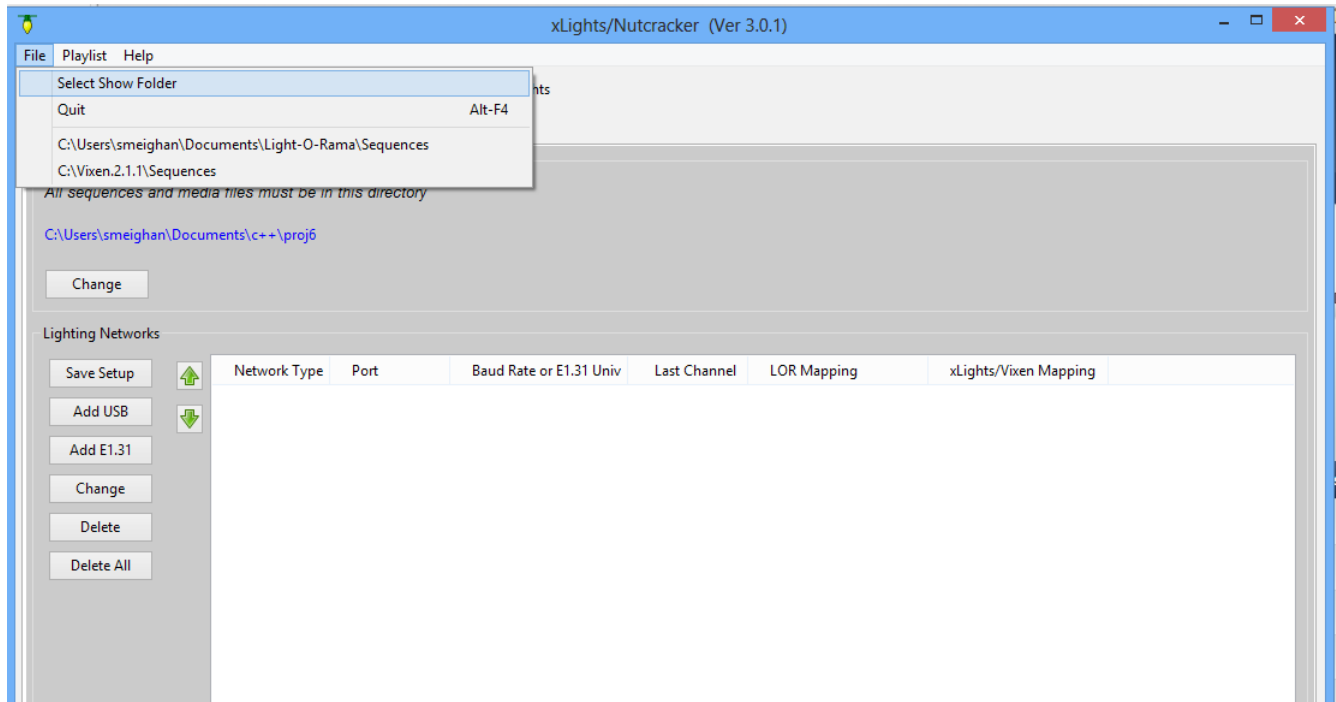 xLights/Nutcracker (Ver 3.0.1)
File Playlist Help
Select Show Folder
Quit Alt-F4
C:\Users\smeighan\Documents\Light-O-Rama\Sequences
C:\Vixen.2.1.1\Sequences
All sequences and media files must be in this directory
C:\Users\smeighan\Documents\c++\proj6
Change
Lighting Networks
Save Setup
Add USB
Add E1.31
Change
Delete
Delete All
Network Type Port Baud Rate or E1.31 Univ Last Channel LOR Mapping xLights/Vixen Mapping